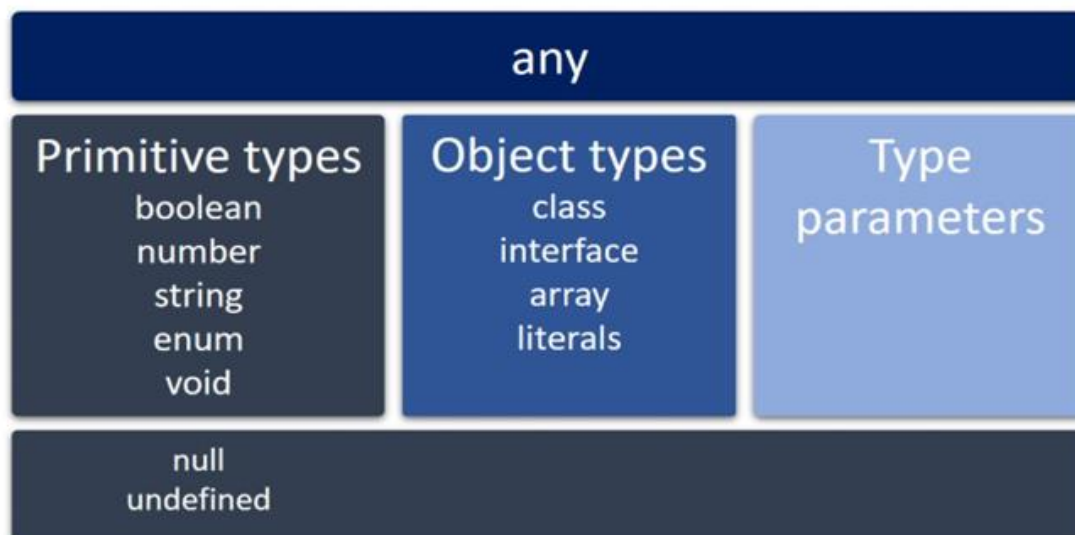 any
Primitive types
boolean
number
string
enum
void
Object types
class
interface
array
literals
Type
parameters
null
undefined